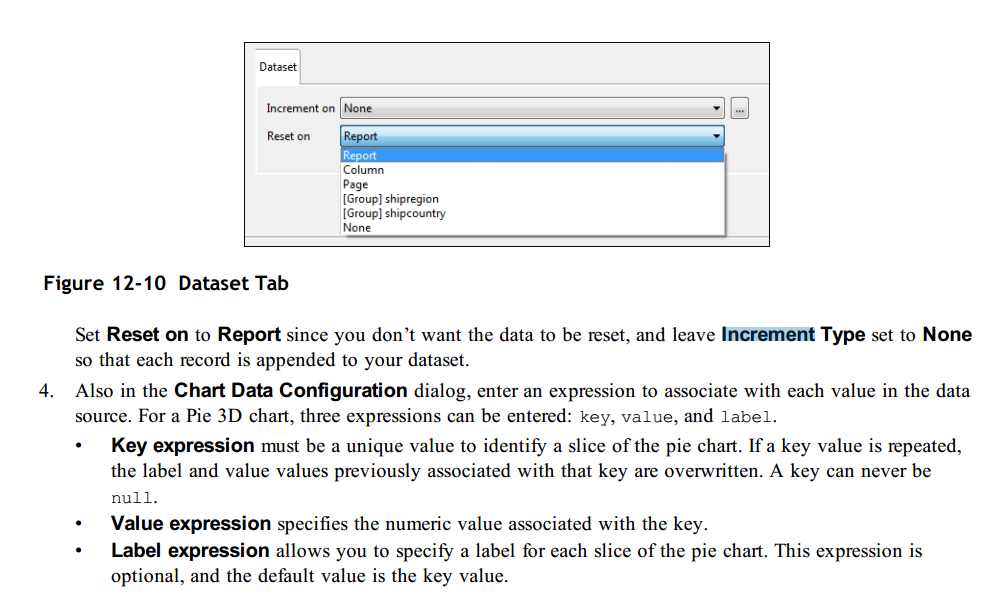 Dataset
Increment on None ...
Reset on Report
Report
Column
Page
[Group] shipregion
[Group] shipcountry
None
Figure 12-10 Dataset Tab
Set Reset on to Report since you don’t want the data to be reset, and leave Increment Type set to None
so that each record is appended to your dataset.
4. Also in the Chart Data Configuration dialog, enter an expression to associate with each value in the data
source. For a Pie 3D chart, three expressions can be entered: key, value, and label.
• Key expression must be a unique value to identify a slice of the pie chart. If a key value is repeated,
the label and value values previously associated with that key are overwritten. A key can never be
null.
• Value expression specifies the numeric value associated with the key.
• Label expression allows you to specify a label for each slice of the pie chart. This expression is
optional, and the default value is the key value.